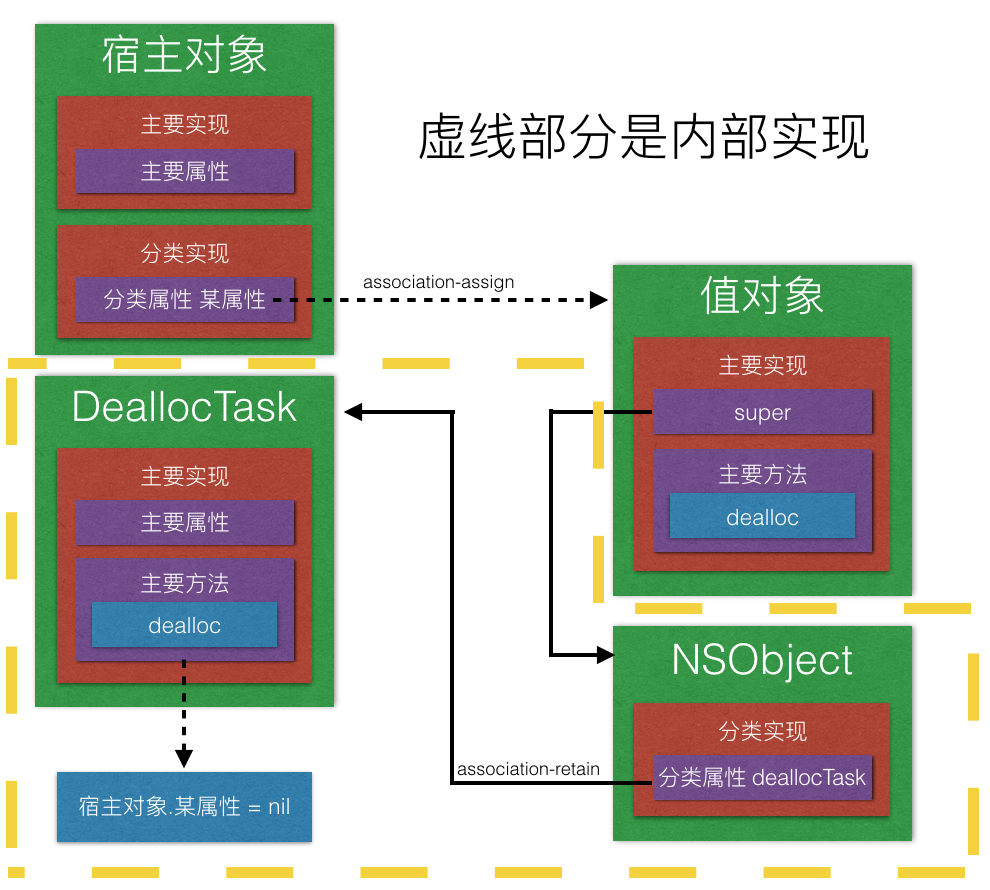 宿主对象
主要实现
主要属性
分类实现
分类属性 某属性
虚线部分是内部实现
association-assign
值对象
主要实现
super
主要方法
dealloc
DeallocTask
主要实现
主要属性
主要方法
dealloc
宿主对象.某属性 = nil
NSObject
分类实现
分类属性 deallocTask
association-retain